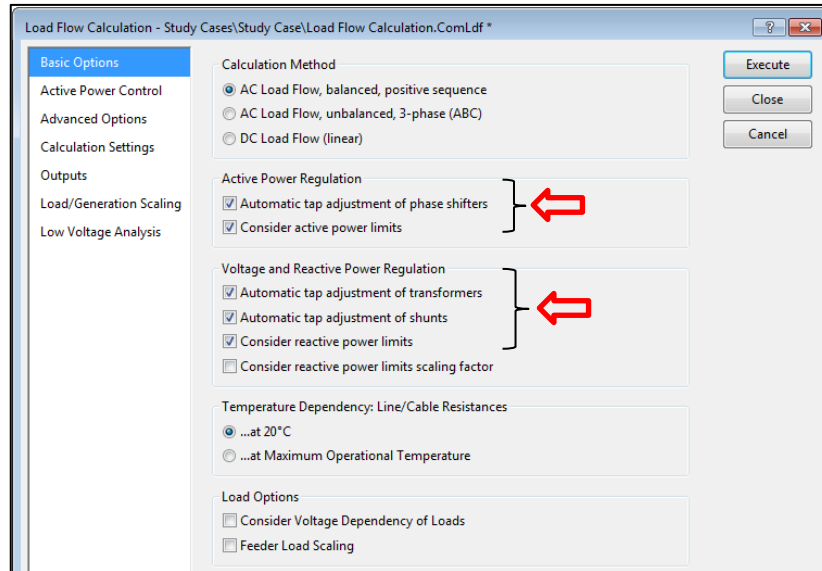 Load Flow Calculation - Study Cases\Study Case\Load Flow Calculation.ComLdf *
Basic Options
Active Power Control
Advanced Options
Calculation Settings
Outputs
Load/Generation Scaling
Low Voltage Analysis
Calculation Method
AC Load Flow, balanced, positive sequence
AC Load Flow, unbalanced, 3-phase (ABC)
DC Load Flow (linear)
Active Power Regulation
Automatic tap adjustment of phase shifters
Consider active power limits
Voltage and Reactive Power Regulation
Automatic tap adjustment of transformers
Automatic tap adjustment of shunts
Consider reactive power limits
Consider reactive power limits scaling factor
Temperature Dependency: Line/Cable Resistances
...at 20°C
...at Maximum Operational Temperature
Load Options
Consider Voltage Dependency of Loads
Feeder Load Scaling
Execute
Close
Cancel